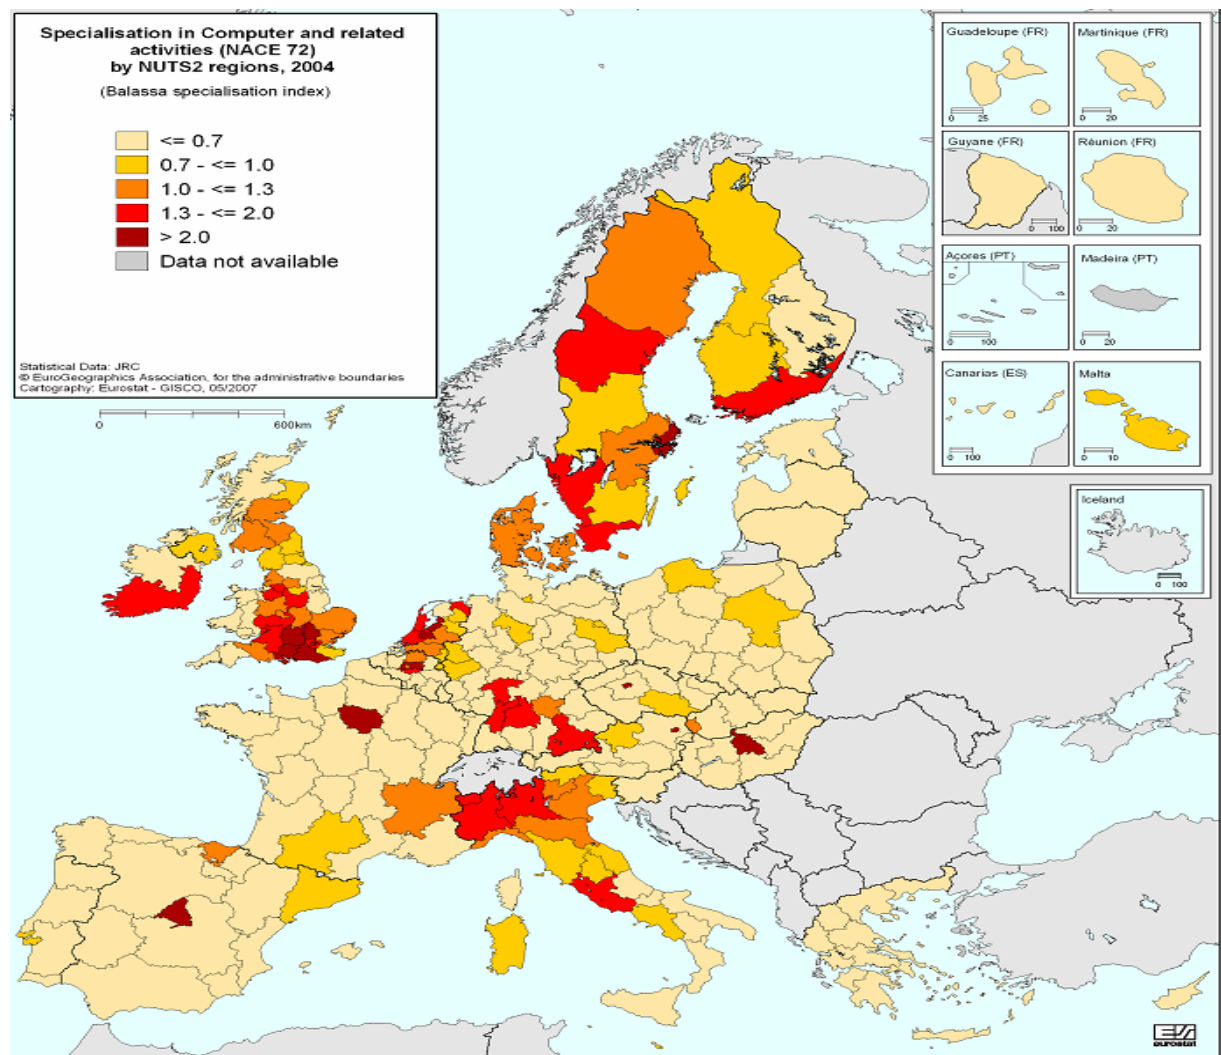 Specialisation in Computer and related
activities (NACE 72)
by NUTS2 regions, 2004
(Balassa specialisation index)
<= 0.7
0.7 - <= 1.0
1.0 - <= 1.3
1.3 - <= 2.0
> 2.0
Data not available
Statistical Data: JRC
© EuroGeographics Association, for the administrative boundaries
Cartography: Eurostat - GISCO, 05/2007
0 600km
Guadeloupe (FR)
0 25
Martinique (FR)
0 20
Guyane (FR)
0 100
Réunion (FR)
0 20
Açores (PT)
0 100
Madeira (PT)
0 20
Canarias (ES)
0 100
Malta
0 10
Iceland
0 100
eurostat